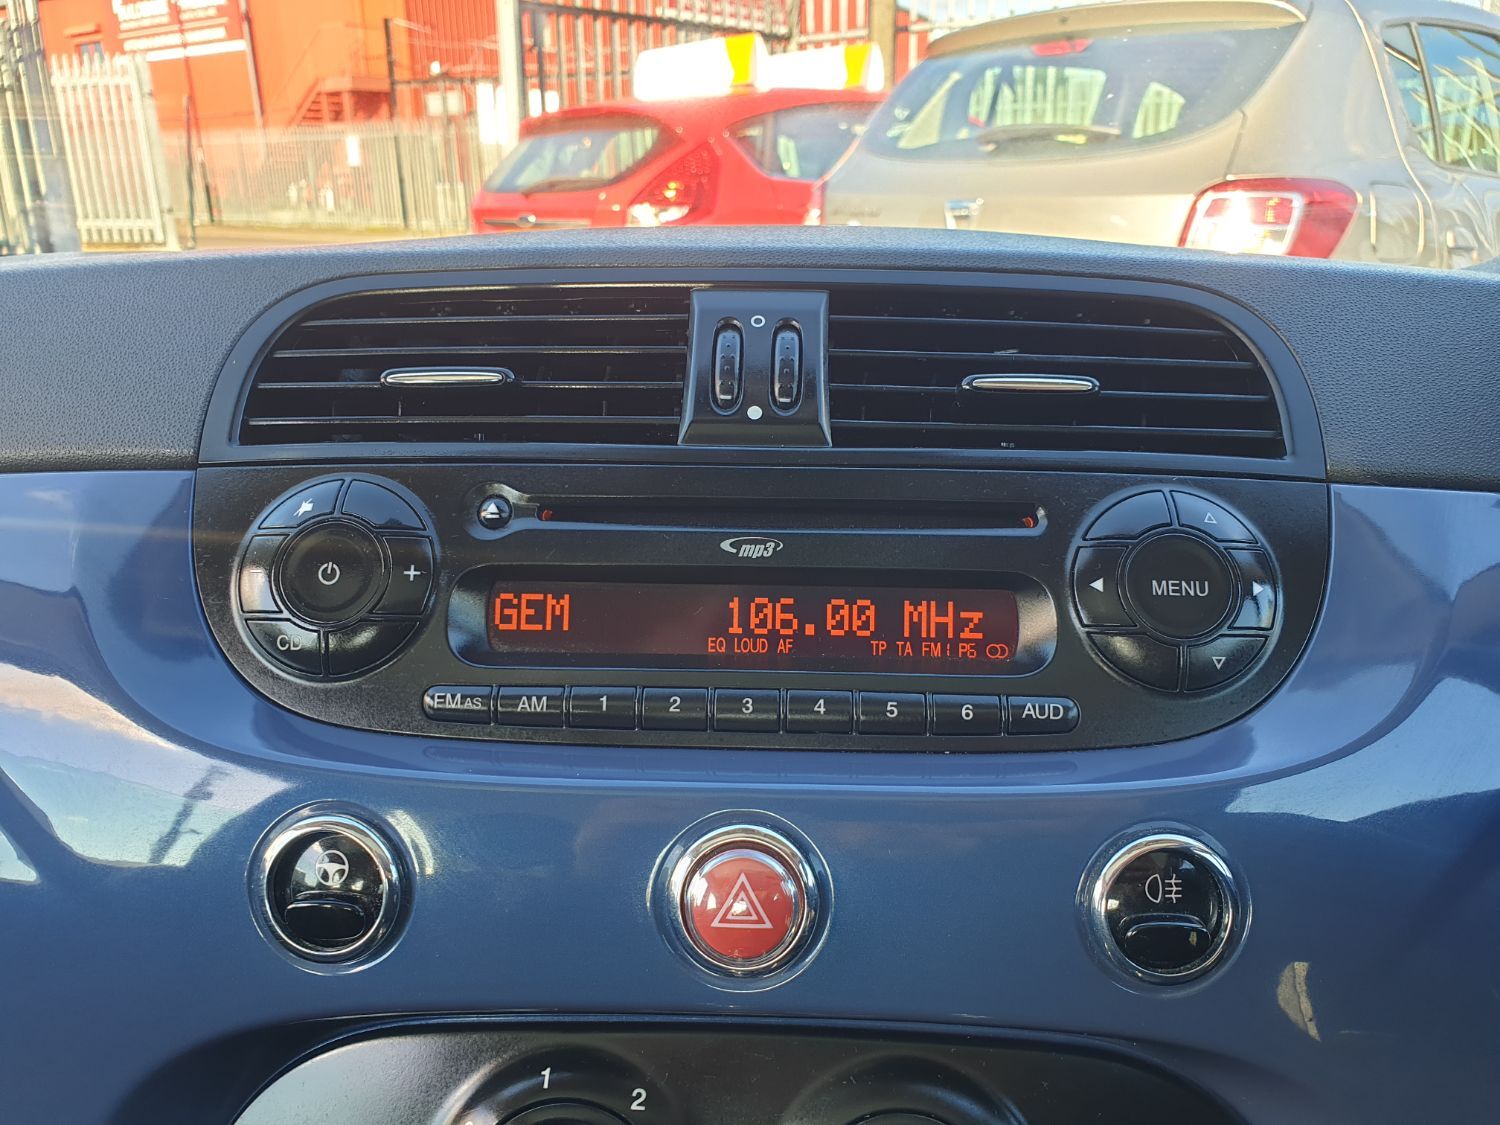 mp3
GEM 106.00 MHz
EQ LOUD AF TP TA FM1 P6
CD
MENU
FM AS AM 1 2 3 4 5 6 AUD
1
2